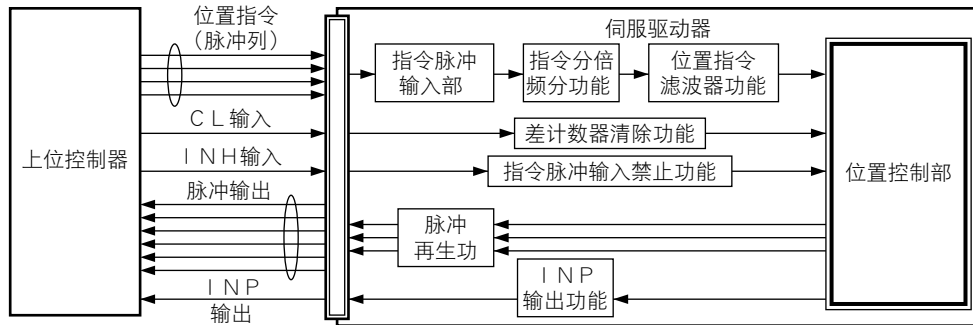 位置指令
（脉冲列）
伺服驱动器
指令脉冲
输入部
指令分倍
频分功能
位置指令
滤波器功能
ＣＬ输入
差计数器清除功能
上位控制器
ＩＮＨ输入
指令脉冲输入禁止功能
位置控制部
脉冲输出
脉冲
再生功
ＩＮＰ
输出
ＩＮＰ
输出功能